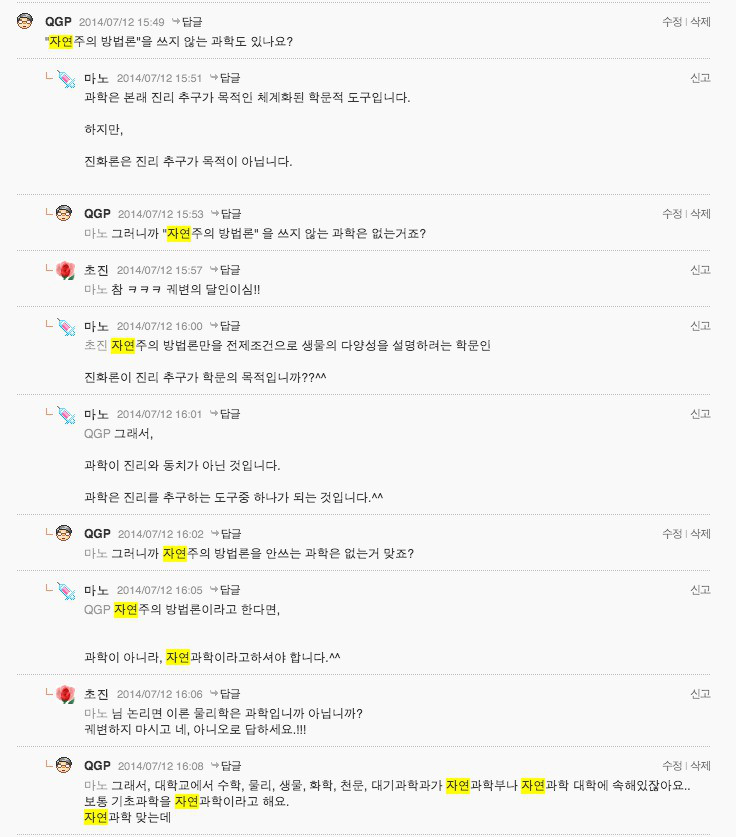 QGP 2014/07/12 15:49 답글 수정 | 삭제
"자연주의 방법론"을 쓰지 않는 과학도 있나요?
마노 2014/07/12 15:51 답글 신고
과학은 본래 진리 추구가 목적인 체계화된 학문적 도구입니다.
하지만,
진화론은 진리 추구가 목적이 아닙니다.
QGP 2014/07/12 15:53 답글 수정 | 삭제
마노 그러니까 "자연주의 방법론" 을 쓰지 않는 과학은 없는거죠?
초진 2014/07/12 15:57 답글 신고
마노 참 ㅋㅋㅋ 궤변의 달인이심!!
마노 2014/07/12 16:00 답글 신고
초진 자연주의 방법론만을 전제조건으로 생물의 다양성을 설명하려는 학문인
진화론이 진리 추구가 학문의 목적입니까??^^
마노 2014/07/12 16:01 답글 신고
QGP 그래서,
과학이 진리와 동치가 아닌 것입니다.
과학은 진리를 추구하는 도구중 하나가 되는 것입니다.^^
QGP 2014/07/12 16:02 답글 수정 | 삭제
마노 그러니까 자연주의 방법론을 안쓰는 과학은 없는거 맞죠?
마노 2014/07/12 16:05 답글 신고
QGP 자연주의 방법론이라고 한다면,
과학이 아니라, 자연과학이라고하셔야 합니다.^^
초진 2014/07/12 16:06 답글 신고
마노 님 논리면 이론 물리학은 과학입니까 아닙니까?
궤변하지 마시고 네, 아니오로 답하세요.!!!
QGP 2014/07/12 16:08 답글 수정 | 삭제
마노 그래서, 대학교에서 수학, 물리, 생물, 화학, 천문, 대기과학과가 자연과학부나 자연과학 대학에 속해있잖아요..
보통 기초과학을 자연과학이라고 해요.
자연과학 맞는데